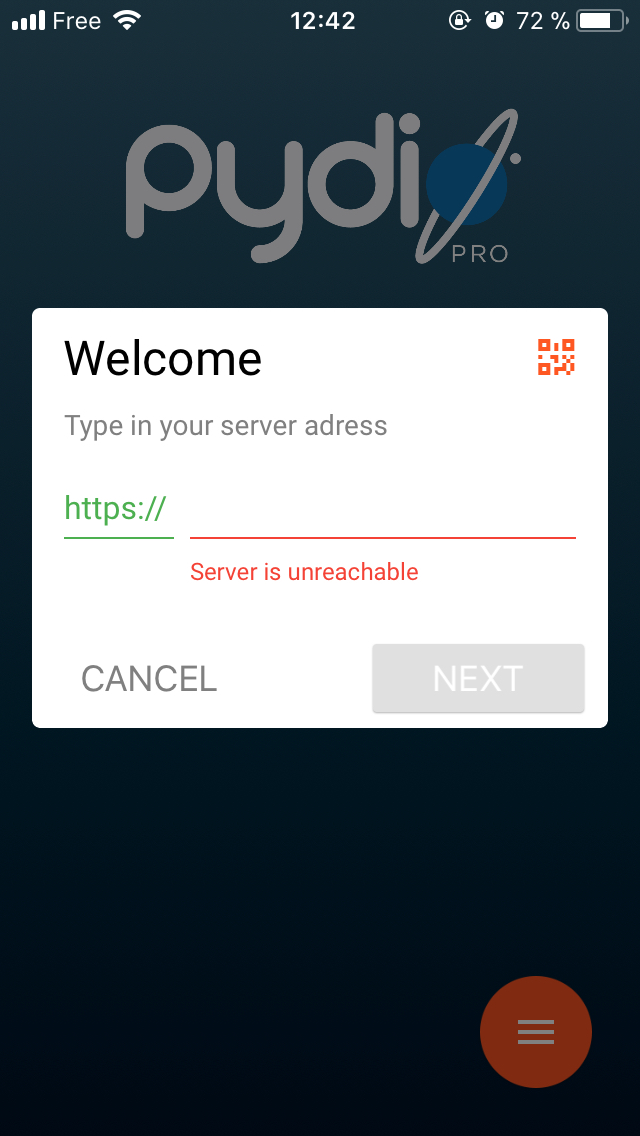 Free 12:42 72 %
pydio
PRO
Welcome
Type in your server adress
https://
Server is unreachable
CANCEL NEXT